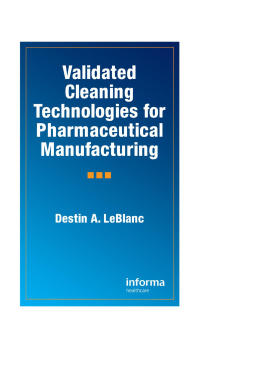 Validated
Cleaning
Technologies for
Pharmaceutical
Manufacturing
Destin A. LeBlanc
informa
healthcare